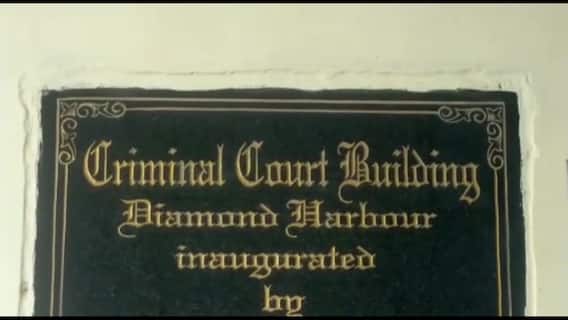 Criminal Court Building
Diamond Harbour
inaugurated
by